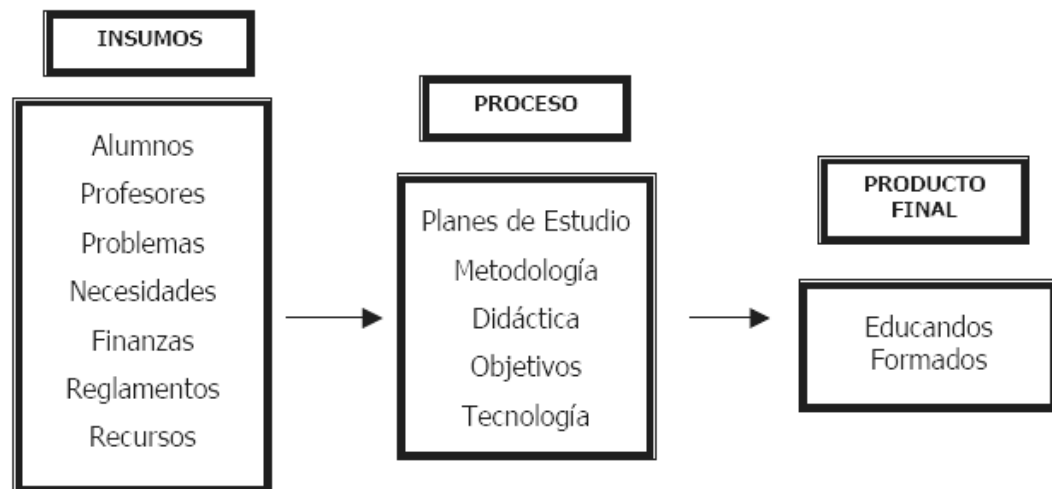 INSUMOS
Alumnos
Profesores
Problemas
Necesidades
Finanzas
Reglamentos
Recursos
PROCESO
Planes de Estudio
Metodología
Didáctica
Objetivos
Tecnología
PRODUCTO
FINAL
Educandos
Formados